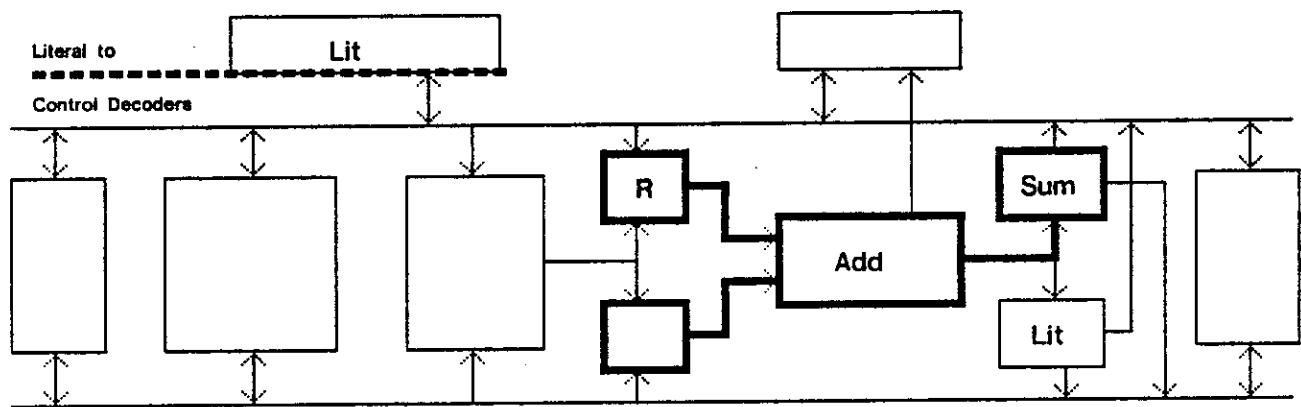 Literal to
Lit
Control Decoders
R
Sum
Add
Lit